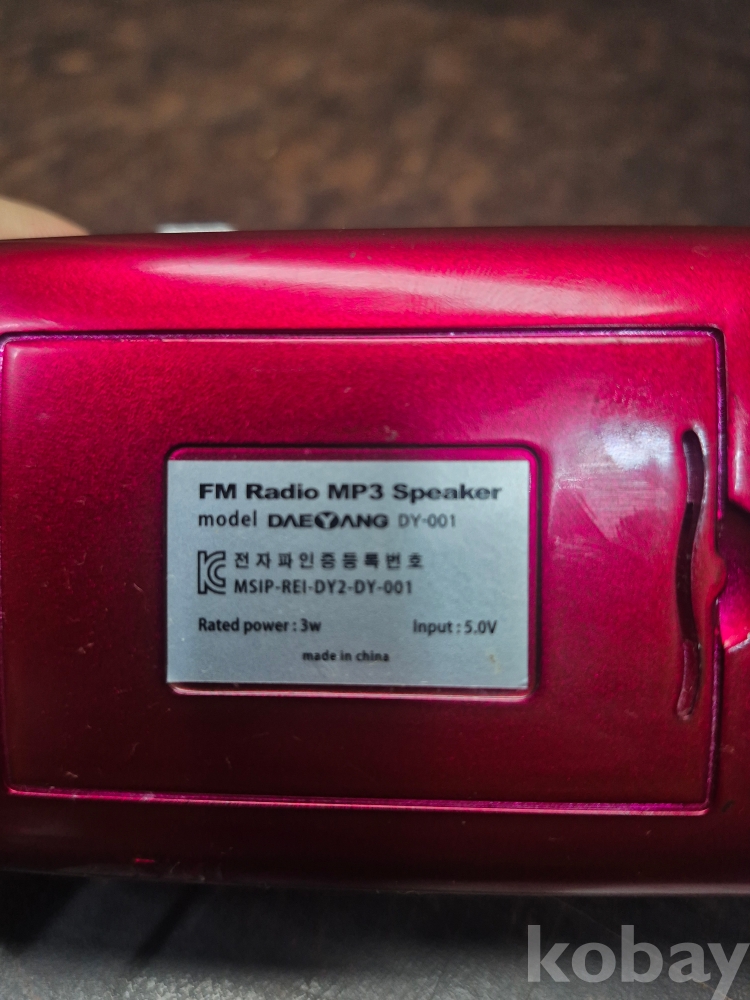 FM Radio MP3 Speaker
model DAEYANG DY-001
KC 전자파인증등록번호
MSIP-REI-DY2-DY-001
Rated power : 3w Input : 5.0V
made in china
kobay